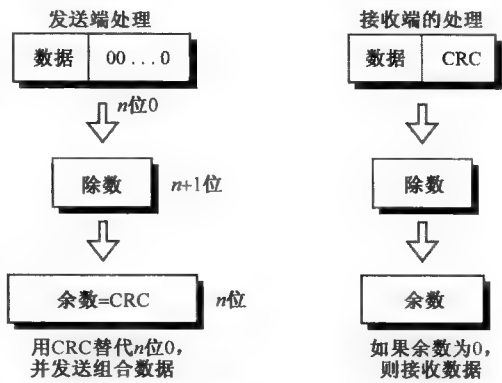 发送端处理
数据 00...0
n位0
除数 n+1位
余数=CRC n位
用CRC替代n位0,
并发送组合数据
接收端的处理
数据 CRC
除数
余数
如果余数为0,
则接收数据